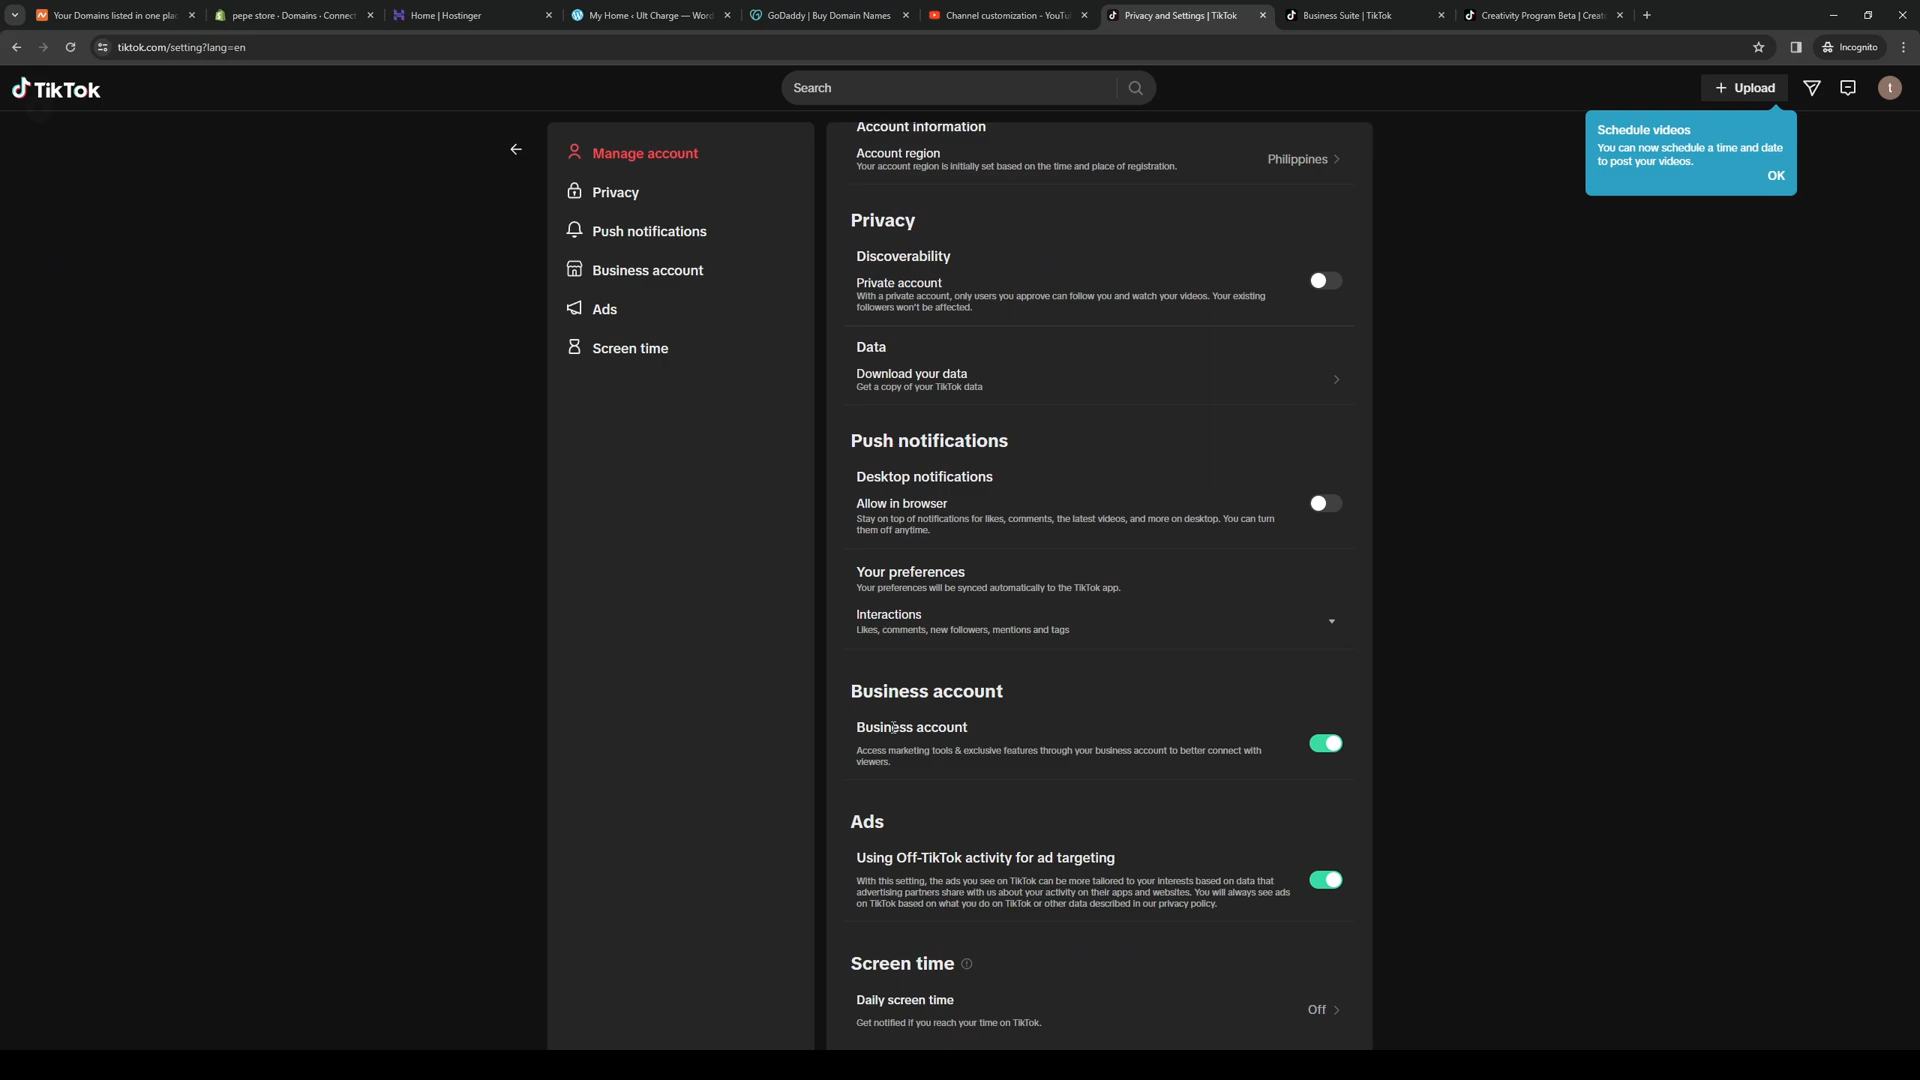 Your Domains listed in one plac
pepe store · Domains · Connect
Home | Hostinger
My Home ‹ Ult Charge — Word
GoDaddy | Buy Domain Names
Channel customization - YouTu
Privacy and Settings | TikTok
Business Suite | TikTok
Creativity Program Beta | Creat
tiktok.com/setting?lang=en
Incognito
TikTok
Search
Upload
t
Schedule videos
You can now schedule a time and date
to post your videos.
OK
Manage account
Privacy
Push notifications
Business account
Ads
Screen time
Account information
Account region
Your account region is initially set based on the time and place of registration.
Philippines
Privacy
Discoverability
Private account
With a private account, only users you approve can follow you and watch your videos. Your existing
followers won't be affected.
Data
Download your data
Get a copy of your TikTok data
Push notifications
Desktop notifications
Allow in browser
Stay on top of notifications for likes, comments, the latest videos, and more on desktop. You can turn
them off anytime.
Your preferences
Your preferences will be synced automatically to the TikTok app.
Interactions
Likes, comments, new followers, mentions and tags
Business account
Business account
Access marketing tools & exclusive features through your business account to better connect with
viewers.
Ads
Using Off-TikTok activity for ad targeting
With this setting, the ads you see on TikTok can be more tailored to your interests based on data that
advertising partners share with us about your activity on their apps and websites. You will always see ads
on TikTok based on what you do on TikTok or other data described in our privacy policy.
Screen time
Daily screen time
Get notified if you reach your time on TikTok.
Off